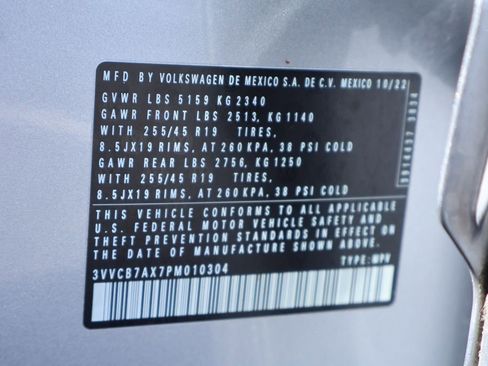 MFD BY VOLKSWAGEN DE MEXICO S.A. DE C.V. MEXICO 10/22
GVWR LBS 5159 KG 2340
GAWR FRONT LBS 2513, KG 1140
WITH 255/45 R19 TIRES,
8.5JX19 RIMS, AT 260 KPA, 38 PSI COLD
GAWR REAR LBS 2756, KG 1250
WITH 255/45 R19 TIRES,
8.5JX19 RIMS, AT 260 KPA, 38 PSI COLD
THIS VEHICLE CONFORMS TO ALL APPLICABLE
U.S. FEDERAL MOTOR VEHICLE SAFETY AND
THEFT PREVENTION STANDARDS IN EFFECT ON
THE DATE OF MANUFACTURE SHOWN ABOVE.
3VVCB7AX7PM010304 TYPE: MPV